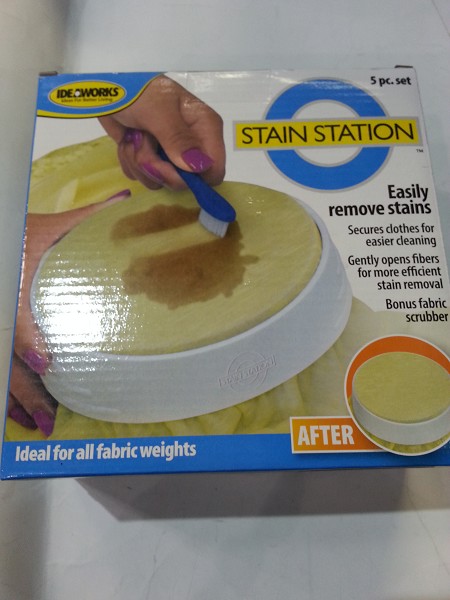 IDEAWORKS
Ideas For Better Living
5 pc. set
STAIN STATION
™
Easily
remove stains
Secures clothes for
easier cleaning
Gently opens fibers
for more efficient
stain removal
Bonus fabric
scrubber
AFTER
Ideal for all fabric weights